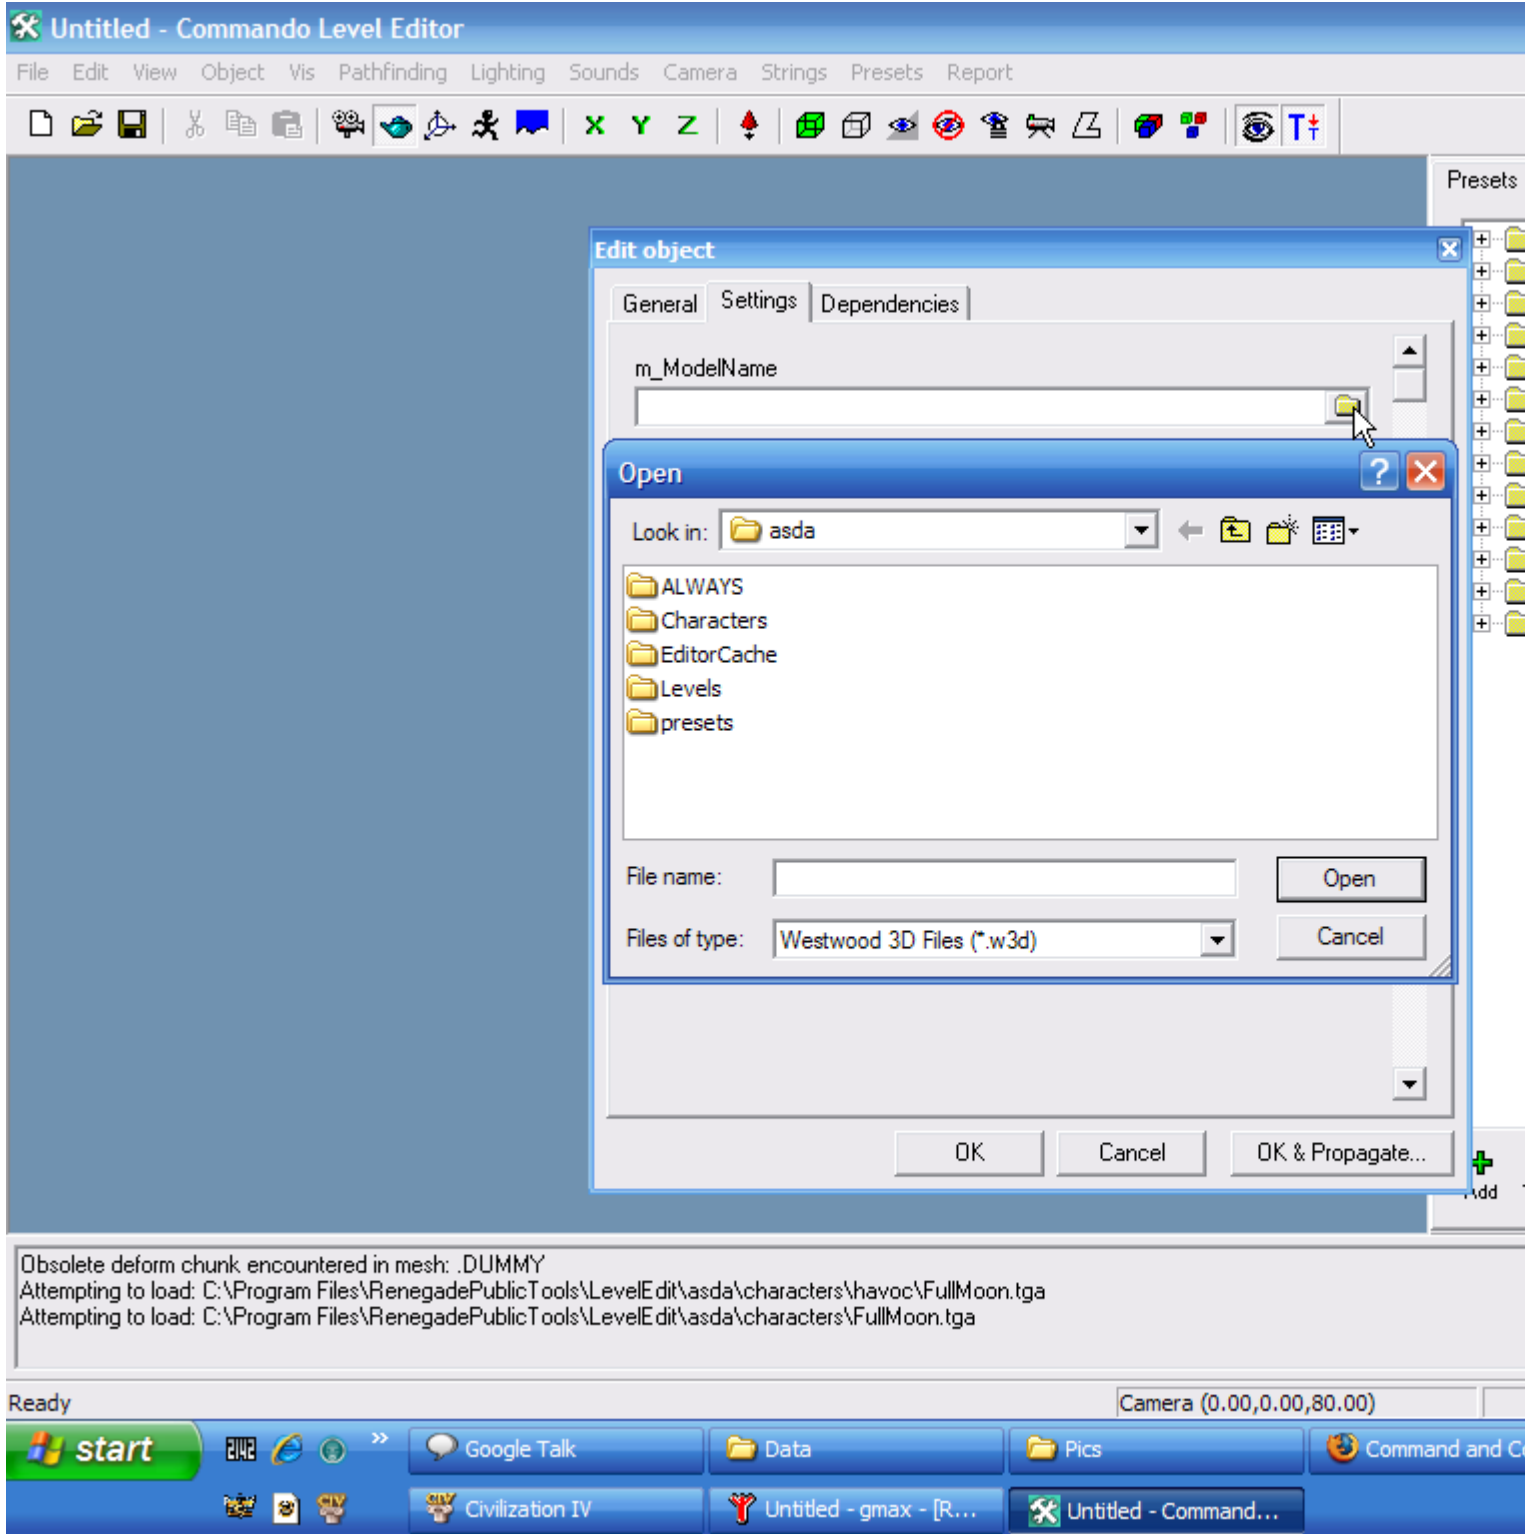 Untitled - Commando Level Editor
File Edit View Object Vis Pathfinding Lighting Sounds Camera Strings Presets Report
X Y Z T
Presets
Edit object
General Settings Dependencies
m_ModelName
Open
Look in: asda
ALWAYS
Characters
EditorCache
Levels
presets
File name: Open
Files of type: Westwood 3D Files (*.w3d) Cancel
OK Cancel OK & Propagate...
Add
Obsolete deform chunk encountered in mesh: .DUMMY
Attempting to load: C:\Program Files\RenegadePublicTools\LevelEdit\asda\characters\havoc\FullMoon.tga
Attempting to load: C:\Program Files\RenegadePublicTools\LevelEdit\asda\characters\FullMoon.tga
Ready Camera (0.00,0.00,80.00)
start 2142 » Google Talk Data Pics Command and C
CIV Civilization IV Untitled - gmax - [R... Untitled - Command...